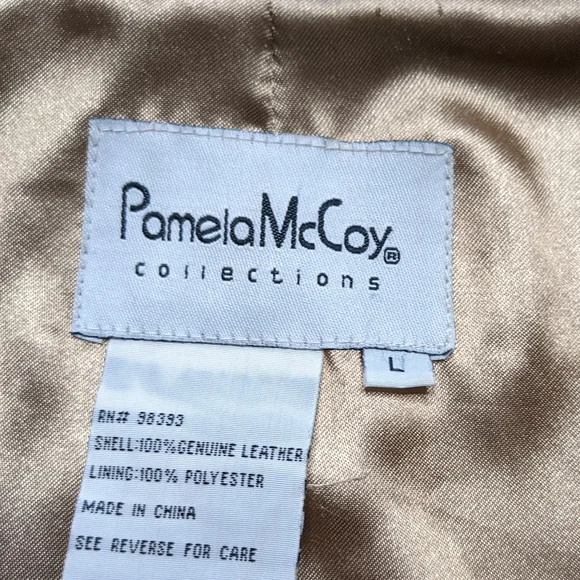 PamelaMcCoy®
collections
L
RN# 98393
SHELL:100%GENUINE LEATHER
LINING:100% POLYESTER
MADE IN CHINA
SEE REVERSE FOR CARE